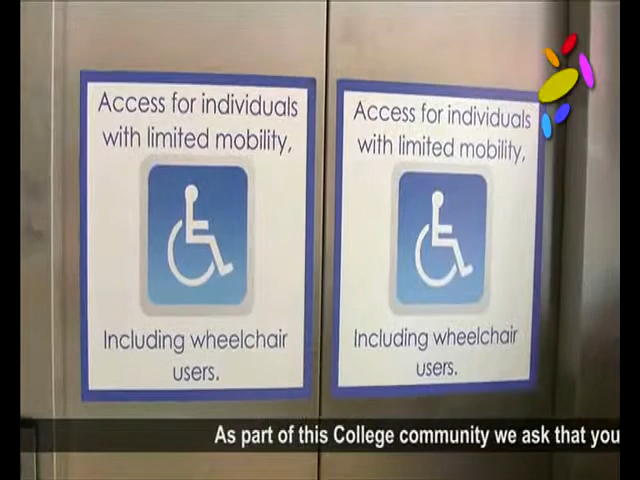 Access for individuals
with limited mobility,
Including wheelchair
users.
Access for individuals
with limited mobility,
Including wheelchair
users.
As part of this College community we ask that you